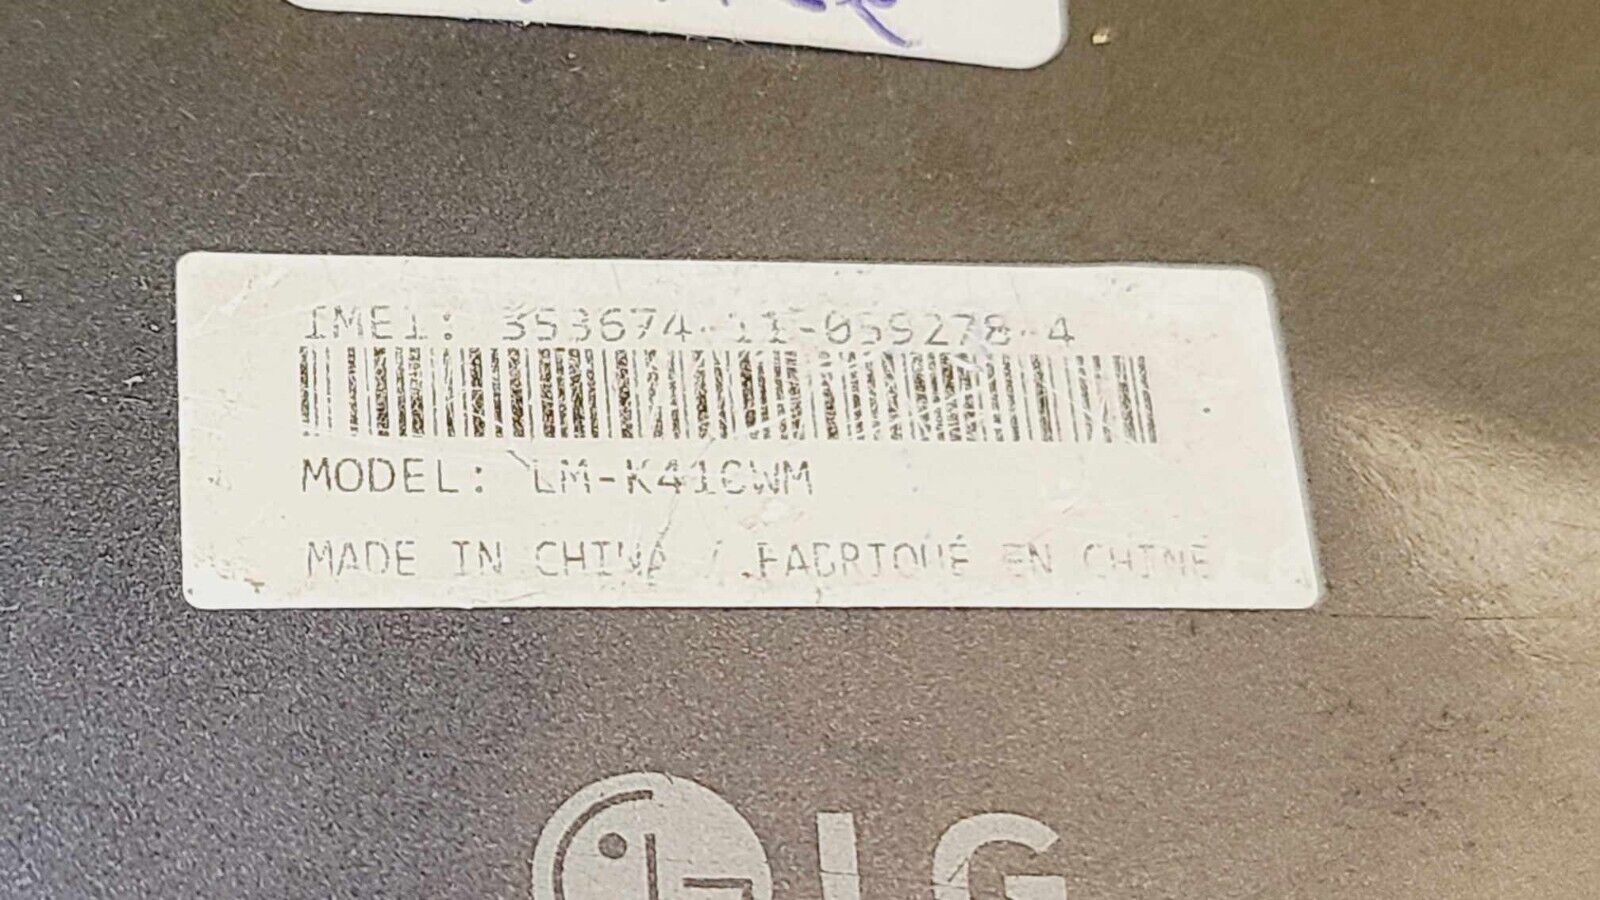 IMEI: 353674-11-059278-4
MODEL: LM-K410WM
MADE IN CHINA / FABRIQUÉ EN CHINE
LG